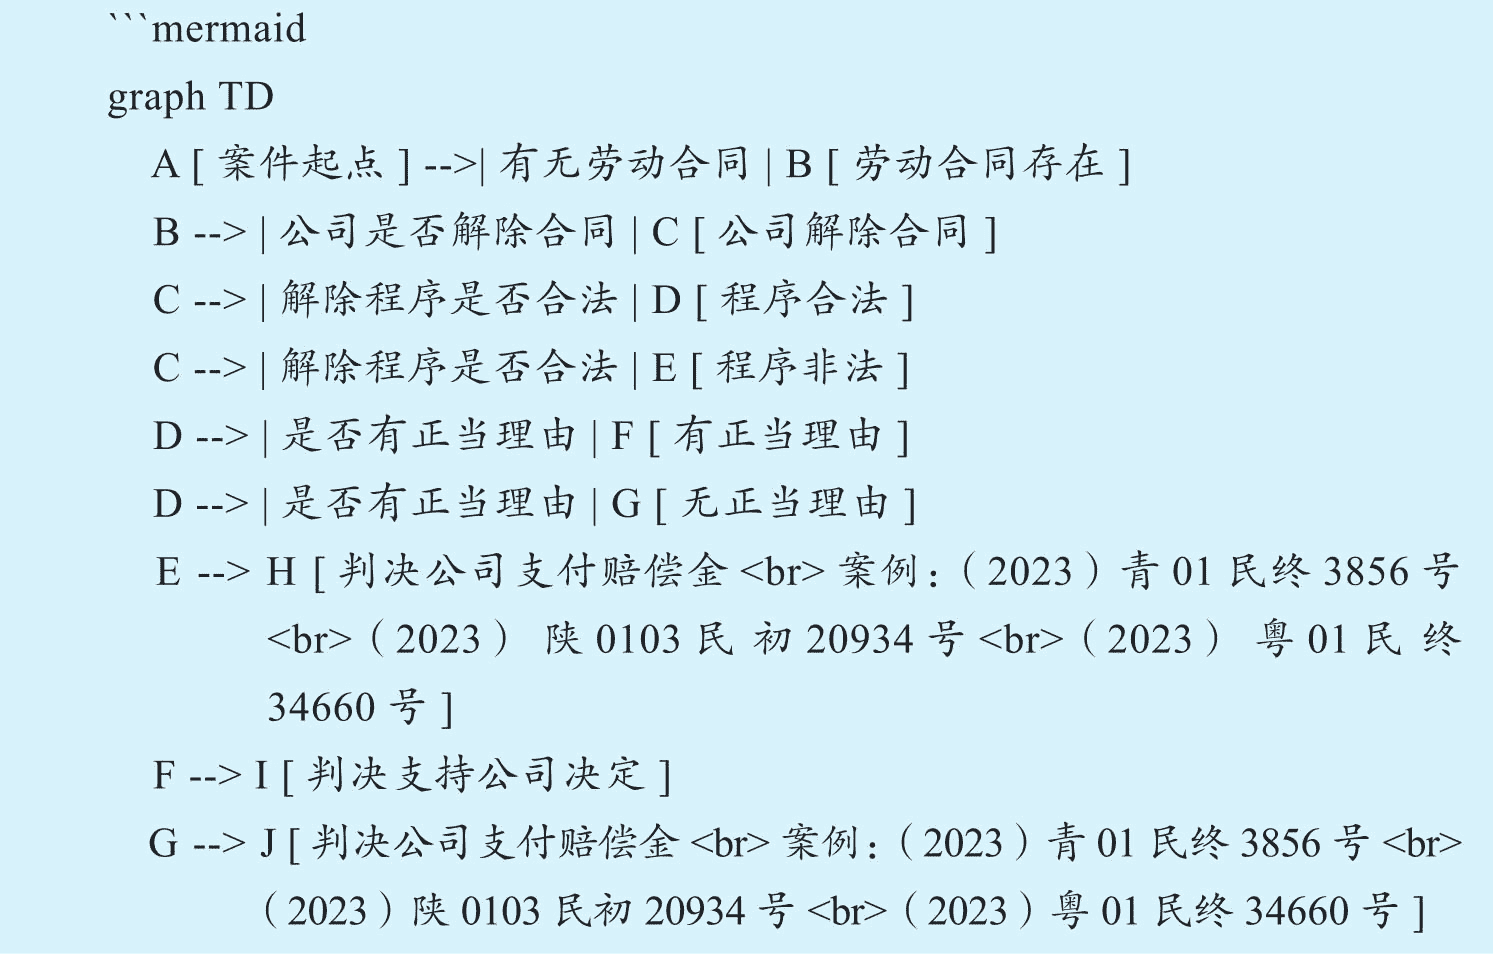 ```mermaid
graph TD
A [ 案件起点 ] -->| 有无劳动合同 | B [ 劳动合同存在 ]
B --> | 公司是否解除合同 | C [ 公司解除合同 ]
C --> | 解除程序是否合法 | D [ 程序合法 ]
C --> | 解除程序是否合法 | E [ 程序非法 ]
D --> | 是否有正当理由 | F [ 有正当理由 ]
D --> | 是否有正当理由 | G [ 无正当理由 ]
E --> H [ 判决公司支付赔偿金 <br> 案例：（2023）青 01 民终 3856 号
<br>（2023） 陕 0103 民 初 20934 号 <br>（2023） 粤 01 民 终
34660 号 ]
F --> I [ 判决支持公司决定 ]
G --> J [ 判决公司支付赔偿金 <br> 案例：（2023）青 01 民终 3856 号 <br>
（2023）陕 0103 民初 20934 号 <br>（2023）粤 01 民终 34660 号 ]